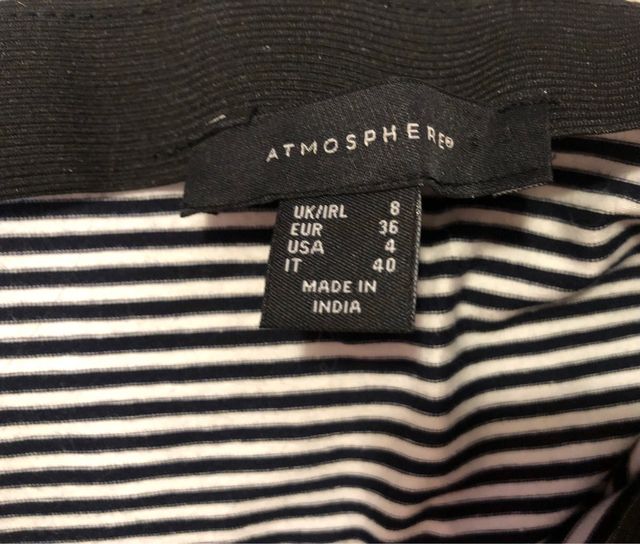 ATMOSPHERE®
UK/IRL 8
EUR 36
USA 4
IT 40
MADE IN
INDIA